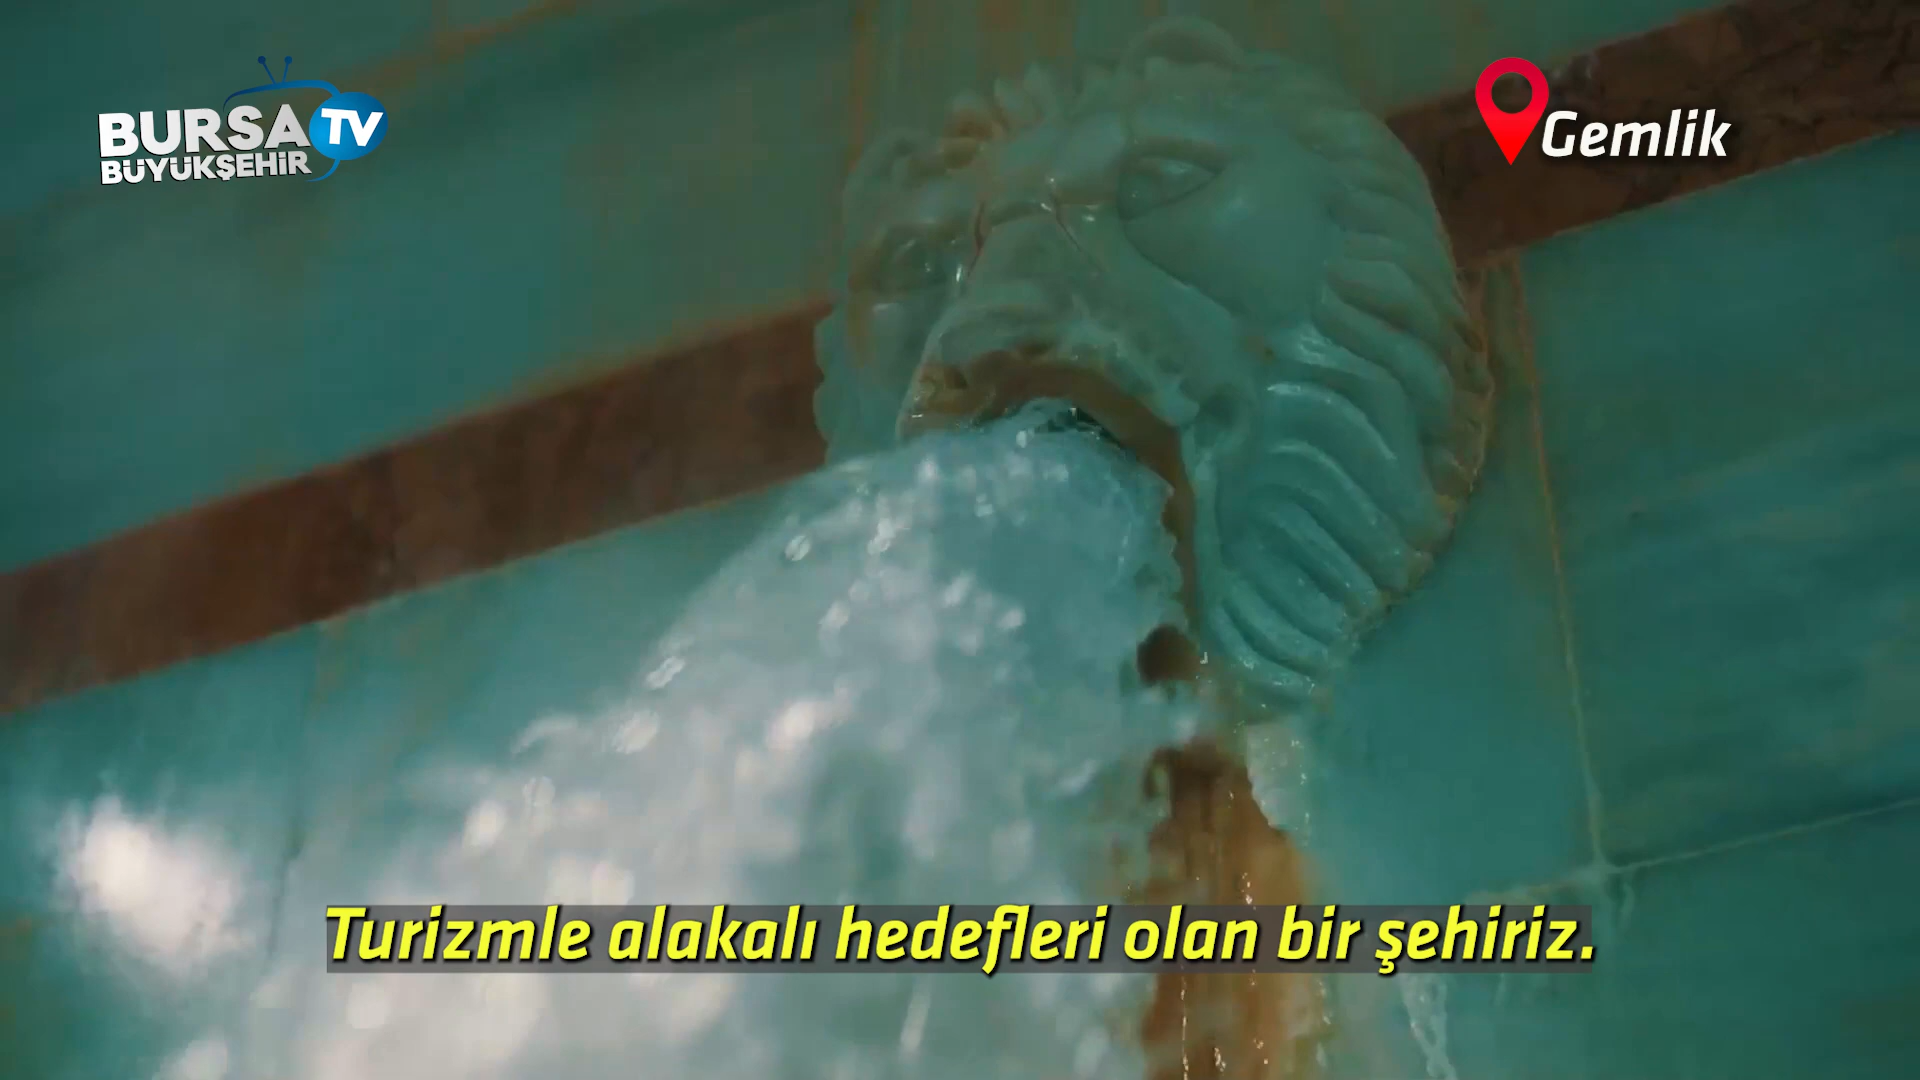 BURSA TV
BÜYÜKŞEHİR
Gemlik
Turizmle alakalı hedefleri olan bir şehiriz.